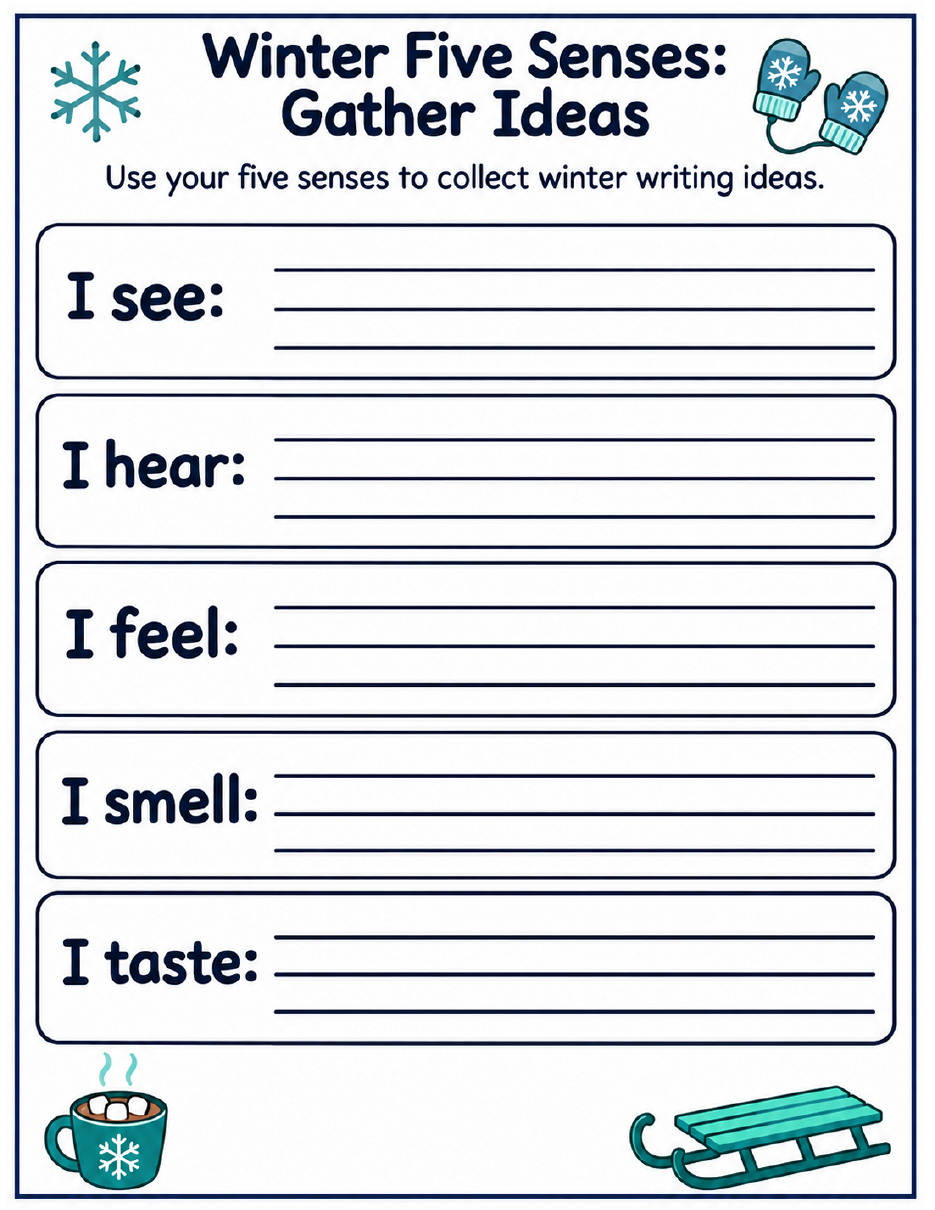 Winter Five Senses:
Gather Ideas
Use your five senses to collect winter writing ideas.
I see:
I hear:
I feel:
I smell:
I taste: